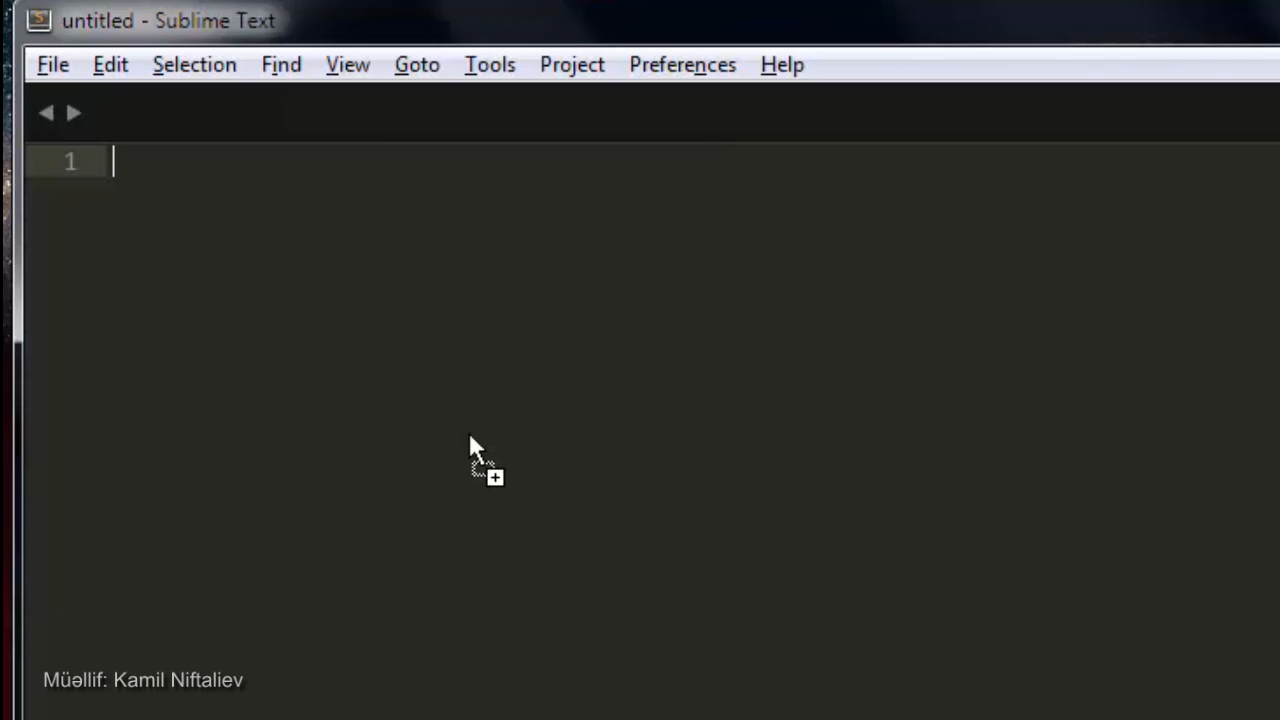 untitled - Sublime Text
File Edit Selection Find View Goto Tools Project Preferences Help
1
Müəllif: Kamil Niftaliev